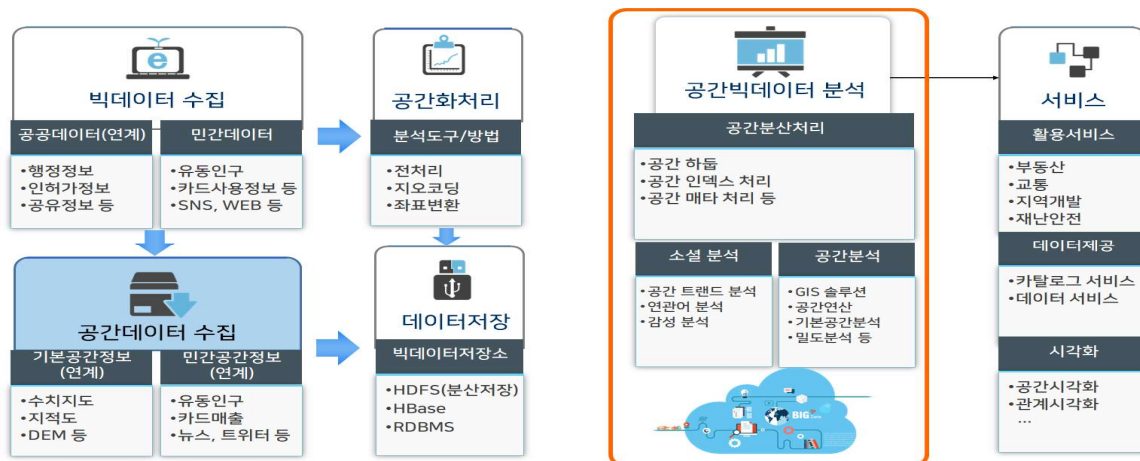 빅데이터 수집
공공데이터(연계)
•행정정보
•인허가정보
•공유정보 등
민간데이터
•유동인구
•카드사용정보 등
•SNS, WEB 등
공간화처리
분석도구/방법
•전처리
•지오코딩
•좌표변환
공간데이터 수집
기본공간정보
(연계)
•수치지도
•지적도
•DEM 등
민간공간정보
(연계)
•유동인구
•카드매출
•뉴스, 트위터 등
데이터저장
빅데이터저장소
•HDFS(분산저장)
•HBase
•RDBMS
공간빅데이터 분석
공간분산처리
•공간 하둡
•공간 인덱스 처리
•공간 매타 처리 등
소셜 분석
•공간 트랜드 분석
•연관어 분석
•감성 분석
공간분석
•GIS 솔루션
•공간연산
•기본공간분석
•밀도분석 등
BIG
서비스
활용서비스
•부동산
•교통
•지역개발
•재난안전
데이터제공
•카탈로그 서비스
•데이터 서비스
시각화
•공간시각화
•관계시각화
...